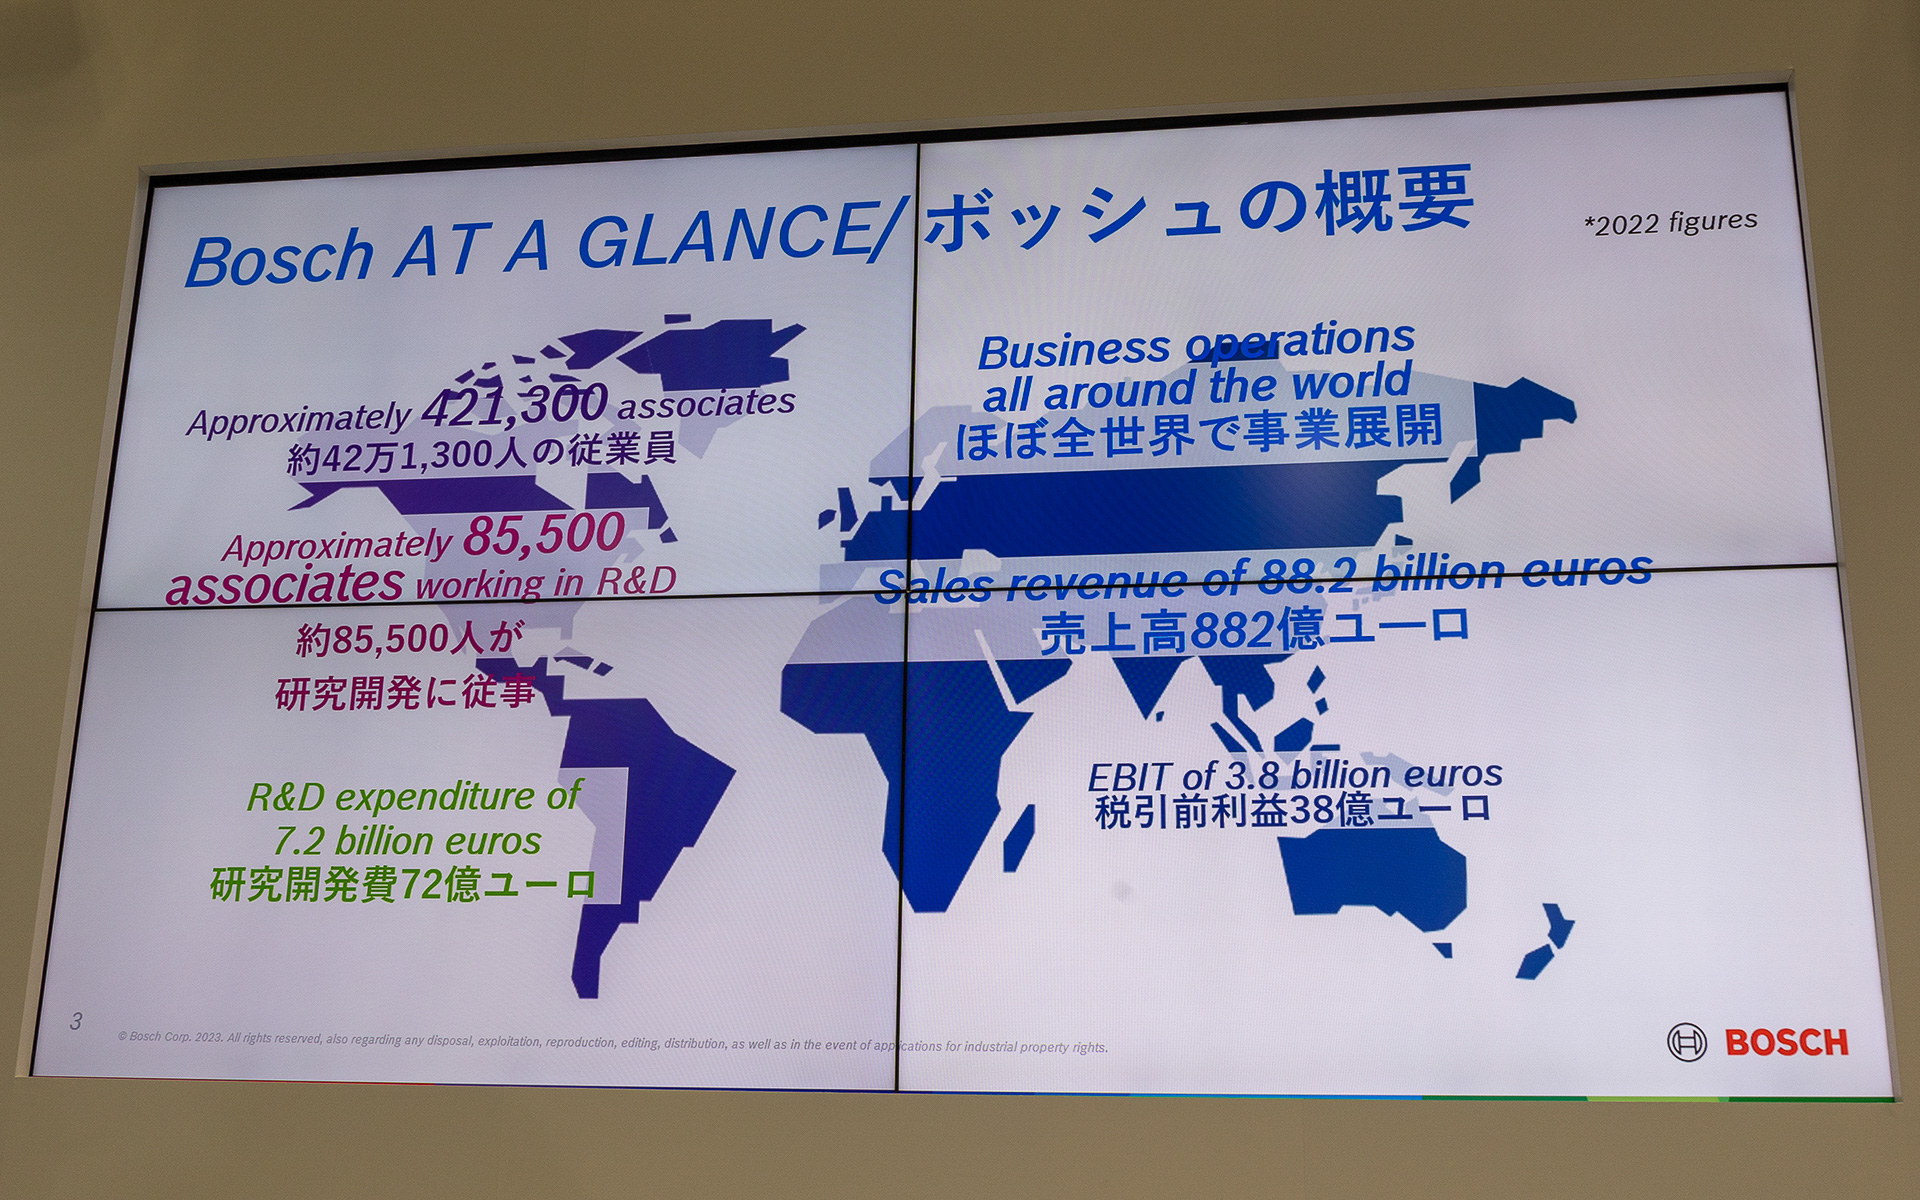 Bosch AT A GLANCE/ボッシュの概要
*2022 figures
Approximately 421,300 associates
約42万1,300人の従業員
Approximately 85,500
associates working in R&D
約85,500人が
研究開発に従事
R&D expenditure of
7.2 billion euros
研究開発費72億ユーロ
Business operations
all around the world
ほぼ全世界で事業展開
Sales revenue of 88.2 billion euros
売上高882億ユーロ
EBIT of 3.8 billion euros
税引前利益38億ユーロ
3
© Bosch Corp. 2023. All rights reserved, also regarding any disposal, exploitation, reproduction, editing, distribution, as well as in the event of applications for industrial property rights.
BOSCH